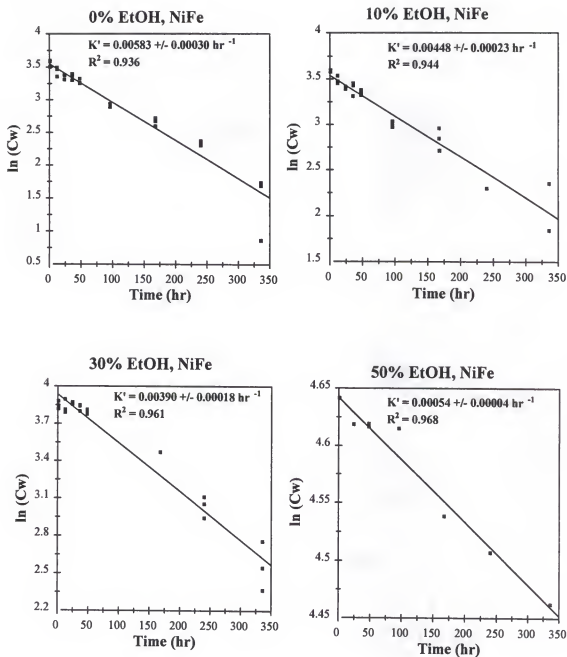 0% EtOH, NiFe
K' = 0.00583 +/- 0.00030 hr -1
R2 = 0.936
ln (Cw)
4
3.5
3
2.5
2
1.5
1
0.5
0 50 100 150 200 250 300 350
Time (hr)
10% EtOH, NiFe
K' = 0.00448 +/- 0.00023 hr -1
R2 = 0.944
ln (Cw)
4
3.5
3
2.5
2
1.5
0 50 100 150 200 250 300 350
Time (hr)
30% EtOH, NiFe
K' = 0.00390 +/- 0.00018 hr -1
R2 = 0.961
ln (Cw)
4
3.7
3.4
3.1
2.8
2.5
2.2
0 50 100 150 200 250 300 350
Time (hr)
50% EtOH, NiFe
K' = 0.00054 +/- 0.00004 hr -1
R2 = 0.968
ln (Cw)
4.65
4.6
4.55
4.5
4.45
0 50 100 150 200 250 300 350
Time (hr)